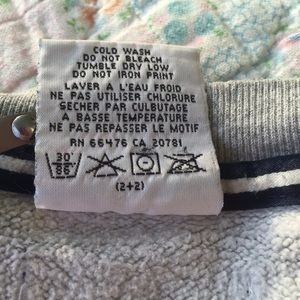 COLD WASH
DO NOT BLEACH
TUMBLE DRY LOW
DO NOT IRON PRINT
LAVER A L'EAU FROID
NE PAS UTILISER CHLORURE
SECHER PAR CULBUTAGE
A BASSE TEMPERATURE
NE PAS REPASSER LE MOTIF
RN 66476 CA 20781
30°
86
(2+2)